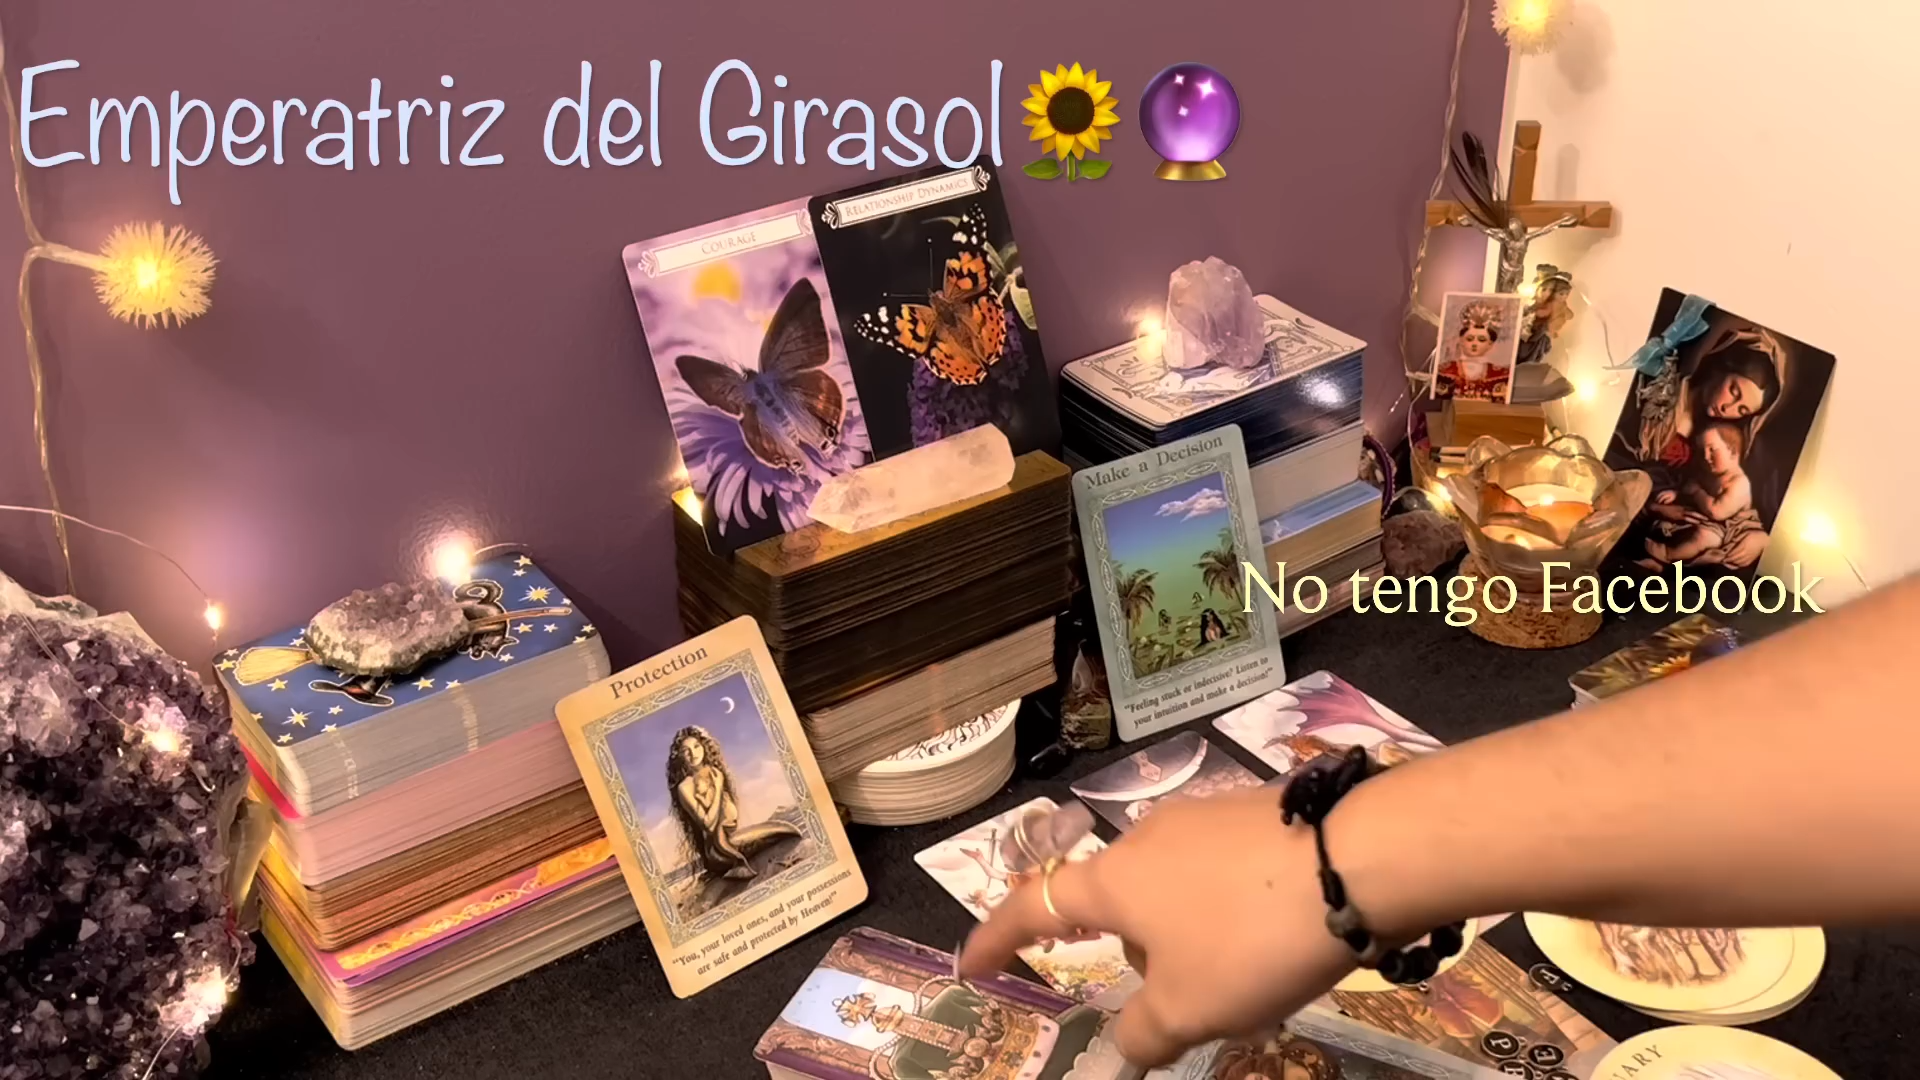 Emperatriz del Girasol🌻🔮
COURAGE
RELATIONSHIP DYNAMICS
Make a Decision
"Feeling stuck or indecisive? Listen to
your intuition and make a decision!"
No tengo Facebook
Protection
"You, your loved ones, and your possessions
are safe and protected by Heaven!"